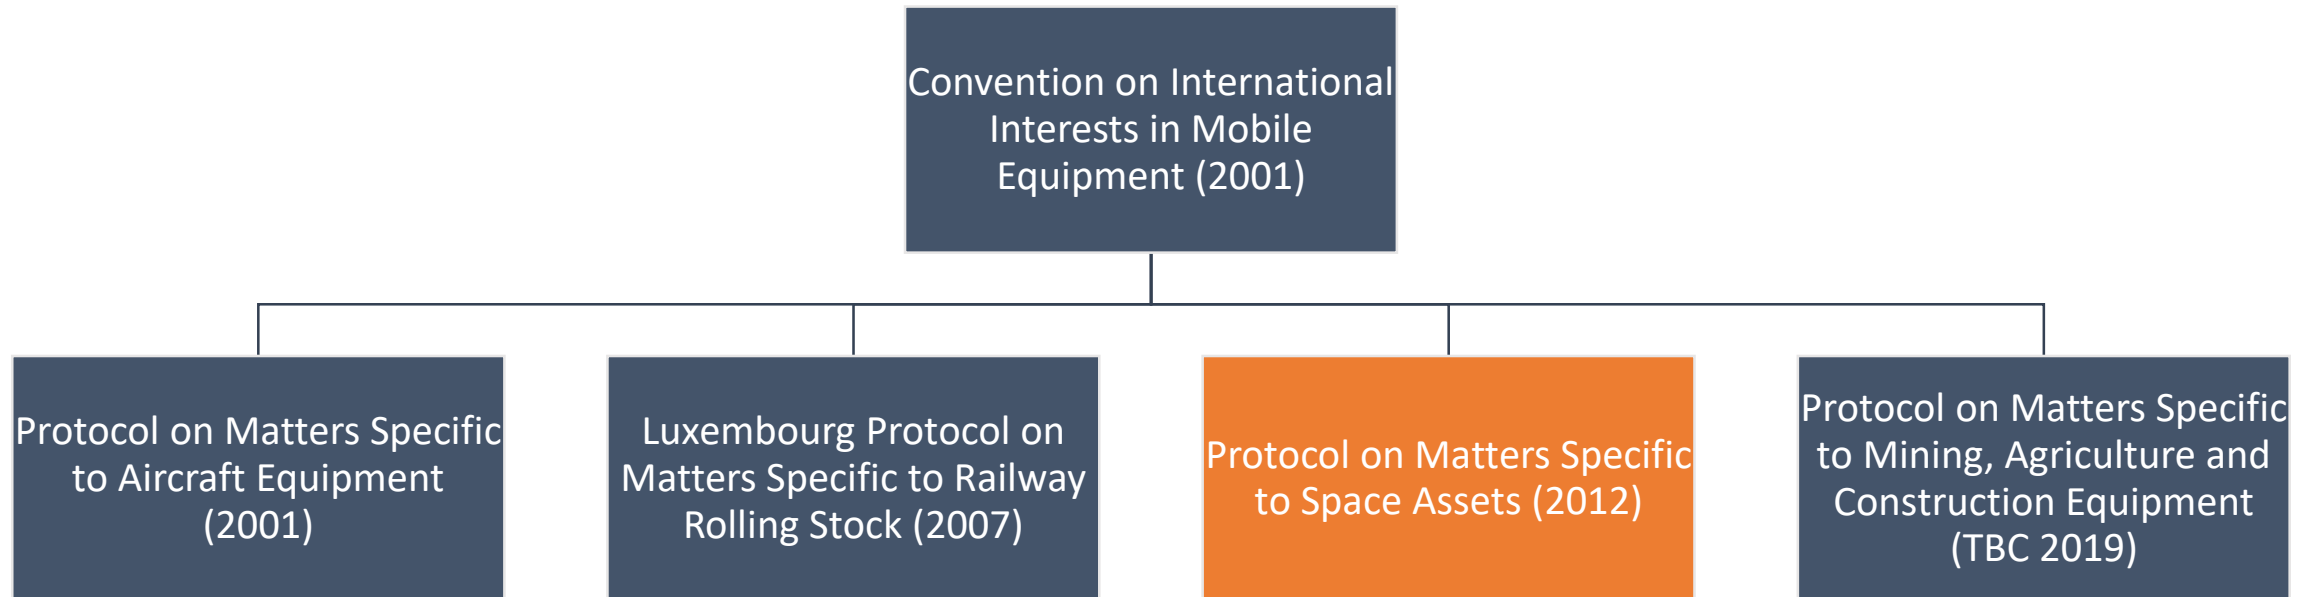 Convention on International
Interests in Mobile
Equipment (2001)
Protocol on Matters Specific
to Aircraft Equipment
(2001)
Luxembourg Protocol on
Matters Specific to Railway
Rolling Stock (2007)
Protocol on Matters Specific
to Space Assets (2012)
Protocol on Matters Specific
to Mining, Agriculture and
Construction Equipment
(TBC 2019)